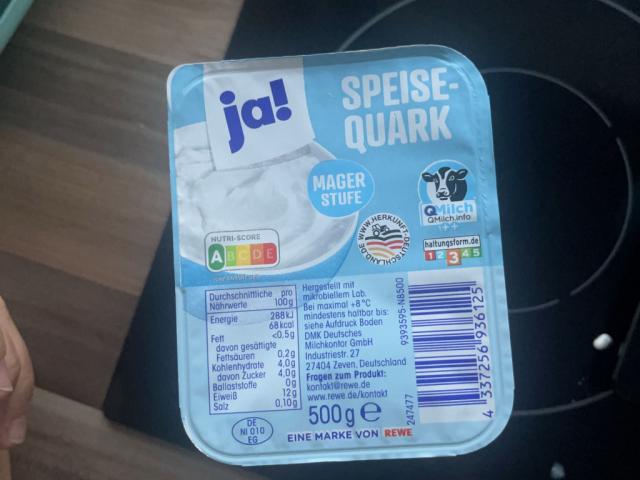 ja!
SPEISE-
QUARK
MAGER
STUFE
QMilch
QMilch.info
+++
WWW.HERKUNFT-DEUTSCHLAND.DE
haltungsform.de
1 2 3 4 5
NUTRI-SCORE
A B C D E
Durchschnittliche pro
Nährwerte 100g
Energie 288kJ
68kcal
Fett <0,5g
davon gesättigte
Fettsäuren 0,2g
Kohlenhydrate 4,0g
davon Zucker 4,0g
Ballaststoffe 0g
Eiweiß 12g
Salz 0,10g
Hergestellt mit
mikrobiellem Lab.
Bei maximal +8°C
mindestens haltbar bis:
siehe Aufdruck Boden
DMK Deutsches
Milchkontor GmbH
Industriestr. 27
27404 Zeven, Deutschland
Fragen zum Produkt:
kontakt@rewe.de
www.rewe.de/kontakt
500g e
9393595-NB500
247477
4 337256 936125
DE
NI 010
EG
EINE MARKE VON REWE